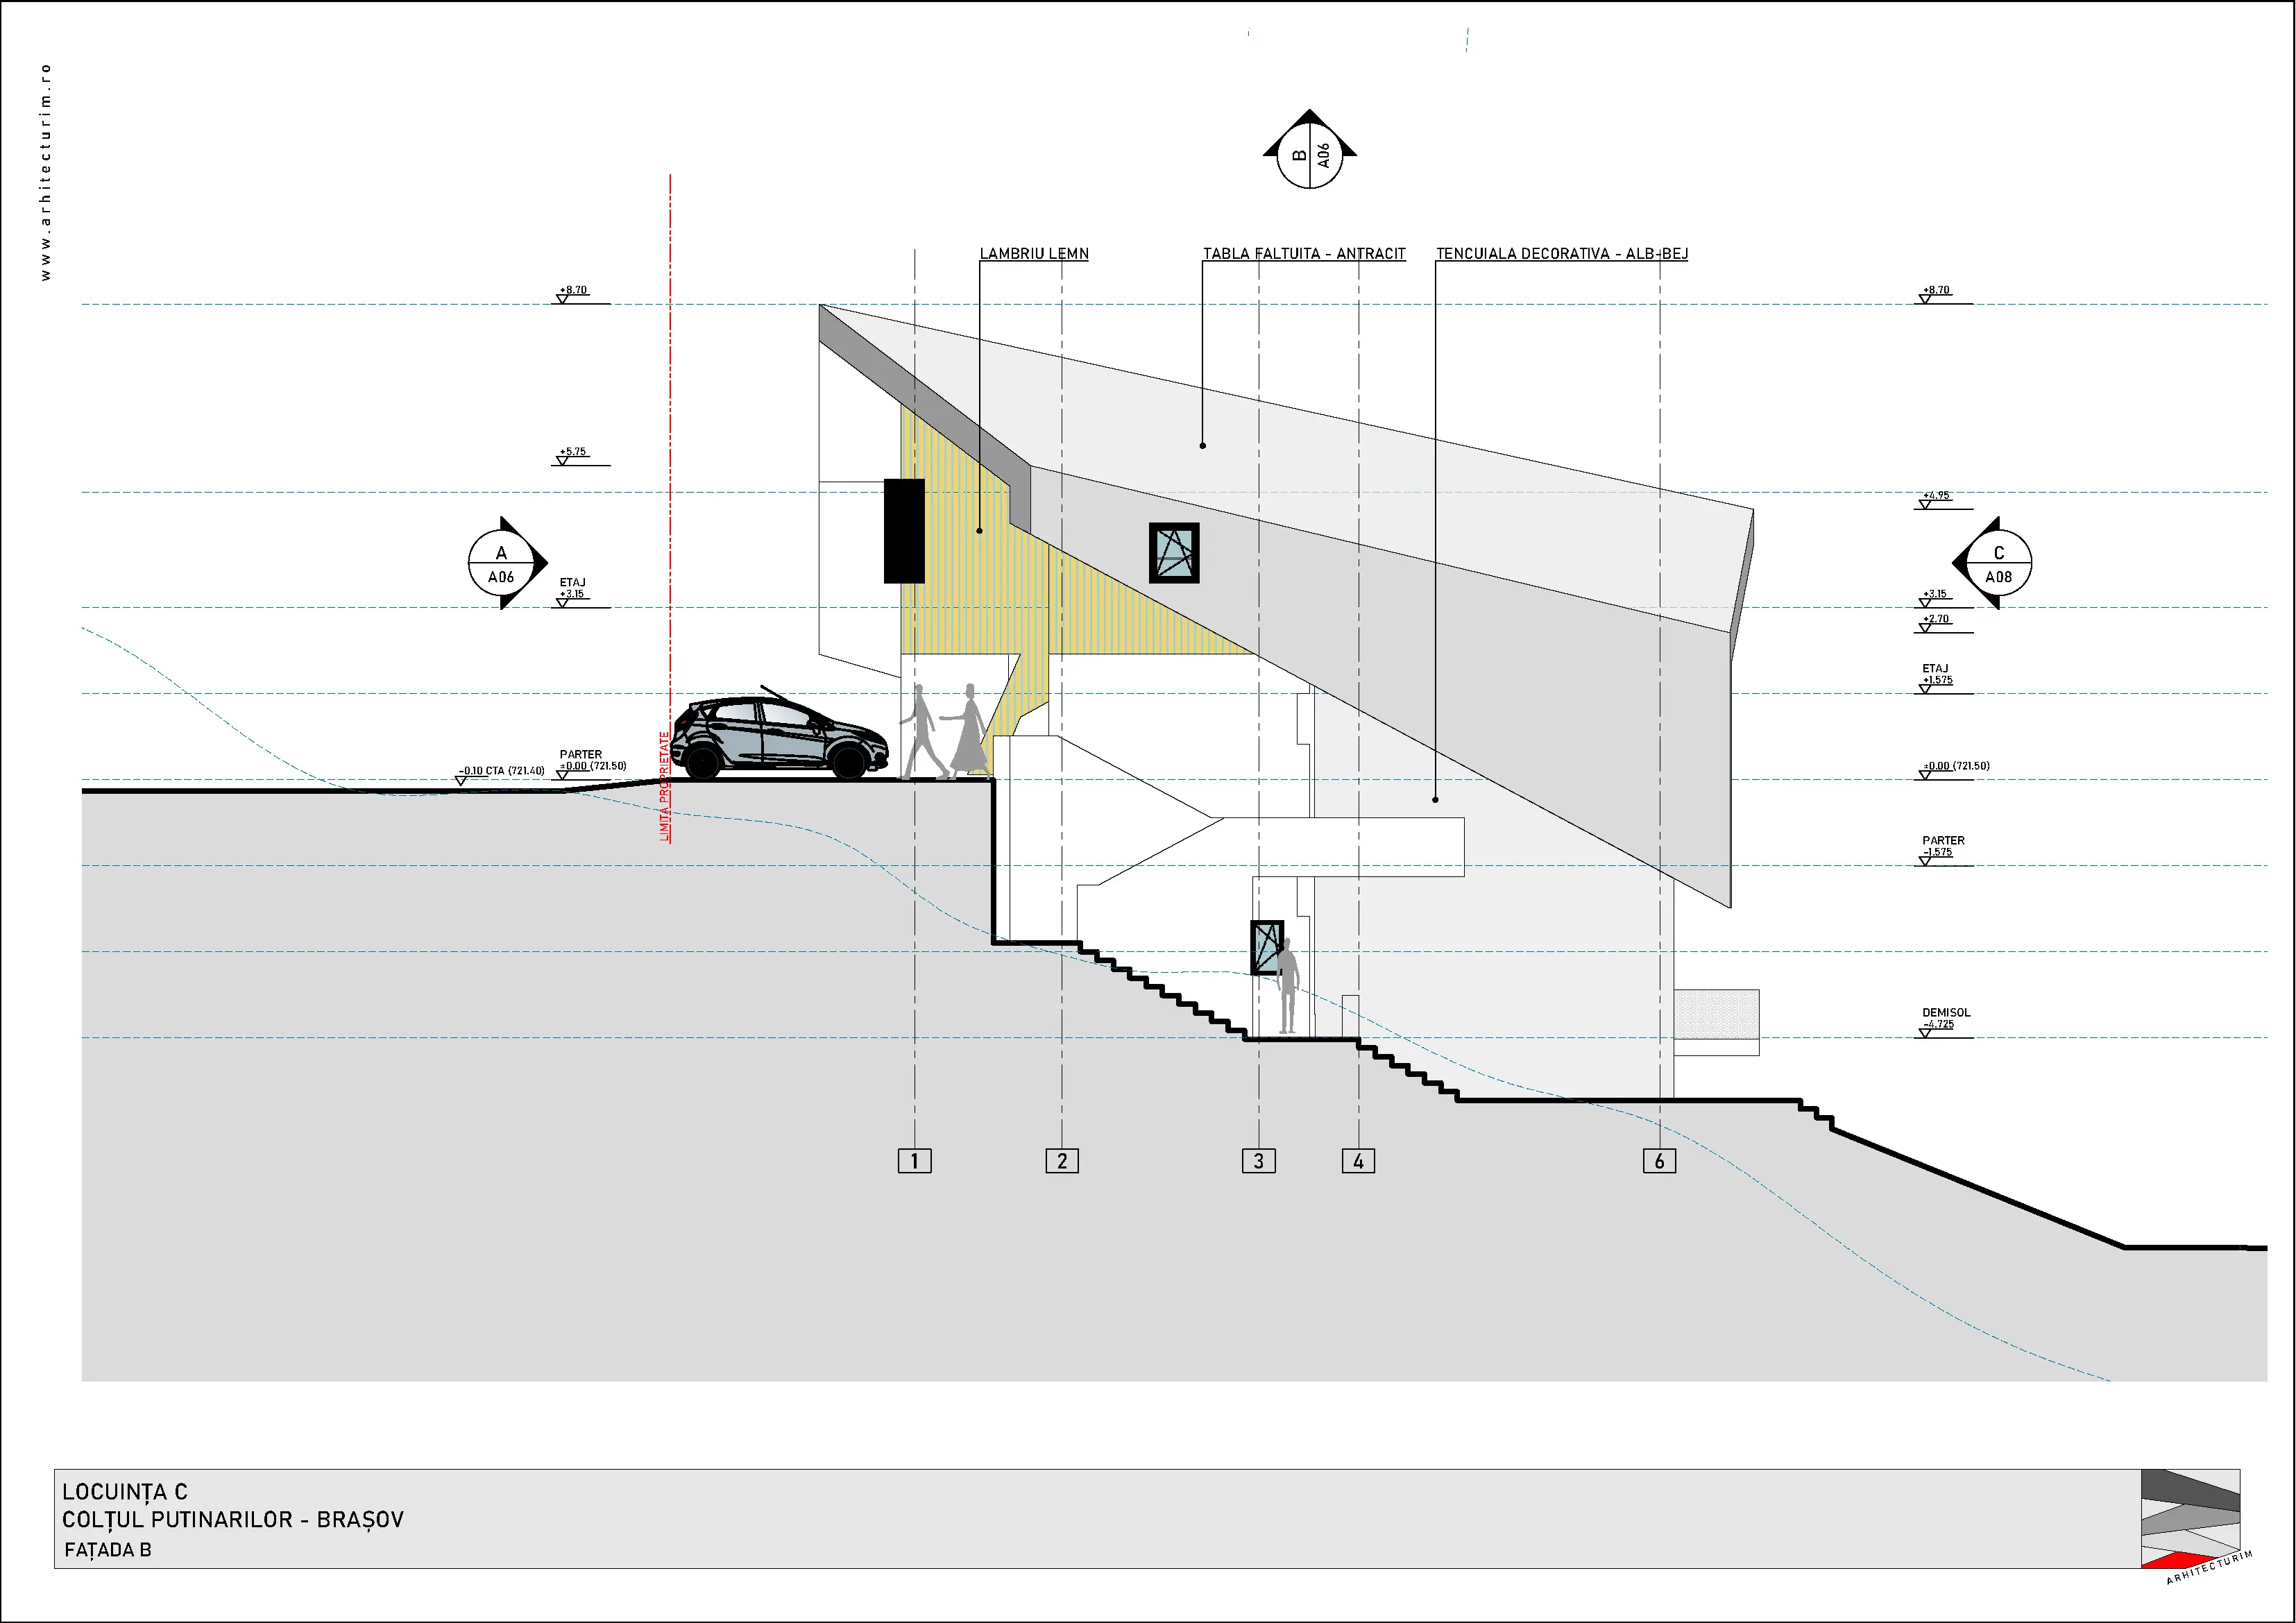 www.arhitecturim.ro
B
A06
LAMBRIU LEMN
TABLA FALTUITA - ANTRACIT
TENCUIALA DECORATIVA - ALB-BEJ
+8.70
+8.70
+5.75
+4.95
A
A06
C
A08
ETAJ
+3.15
+3.15
+2.70
ETAJ
+1.575
LIMITA PROPRIETATE
PARTER
-0.10 CTA (721.40)
±0.00 (721.50)
±0.00 (721.50)
PARTER
-1.575
DEMISOL
-4.725
1
2
3
4
6
LOCUINȚA C
COLȚUL PUTINARILOR - BRAȘOV
FAȚADA B
ARHITECTURIM